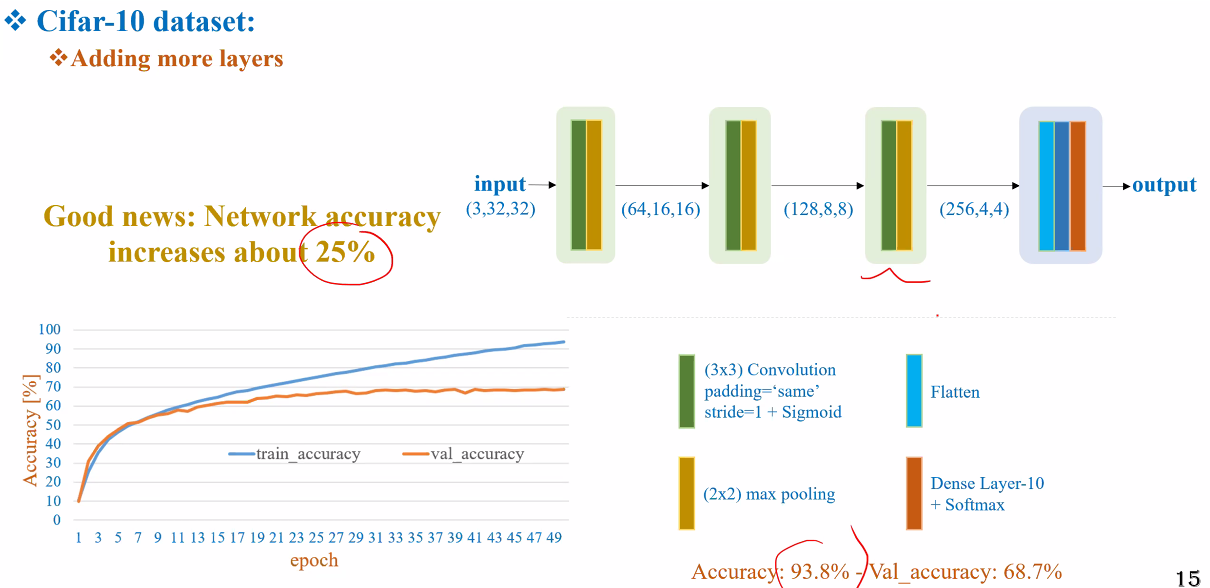 ❖ Cifar-10 dataset:
❖Adding more layers
input
output
(3,32,32)
(64,16,16)
(128,8,8)
(256,4,4)
Good news: Network accuracy
increases about 25%
100
90
80
70
60
50
40
30
20
10
0
Accuracy [%]
train_accuracy
val_accuracy
1 3 5 7 9 11 13 15 17 19 21 23 25 27 29 31 33 35 37 39 41 43 45 47 49
epoch
(3x3) Convolution
padding=‘same’
stride=1 + Sigmoid
Flatten
(2x2) max pooling
Dense Layer-10
+ Softmax
Accuracy: 93.8% - Val_accuracy: 68.7%
15